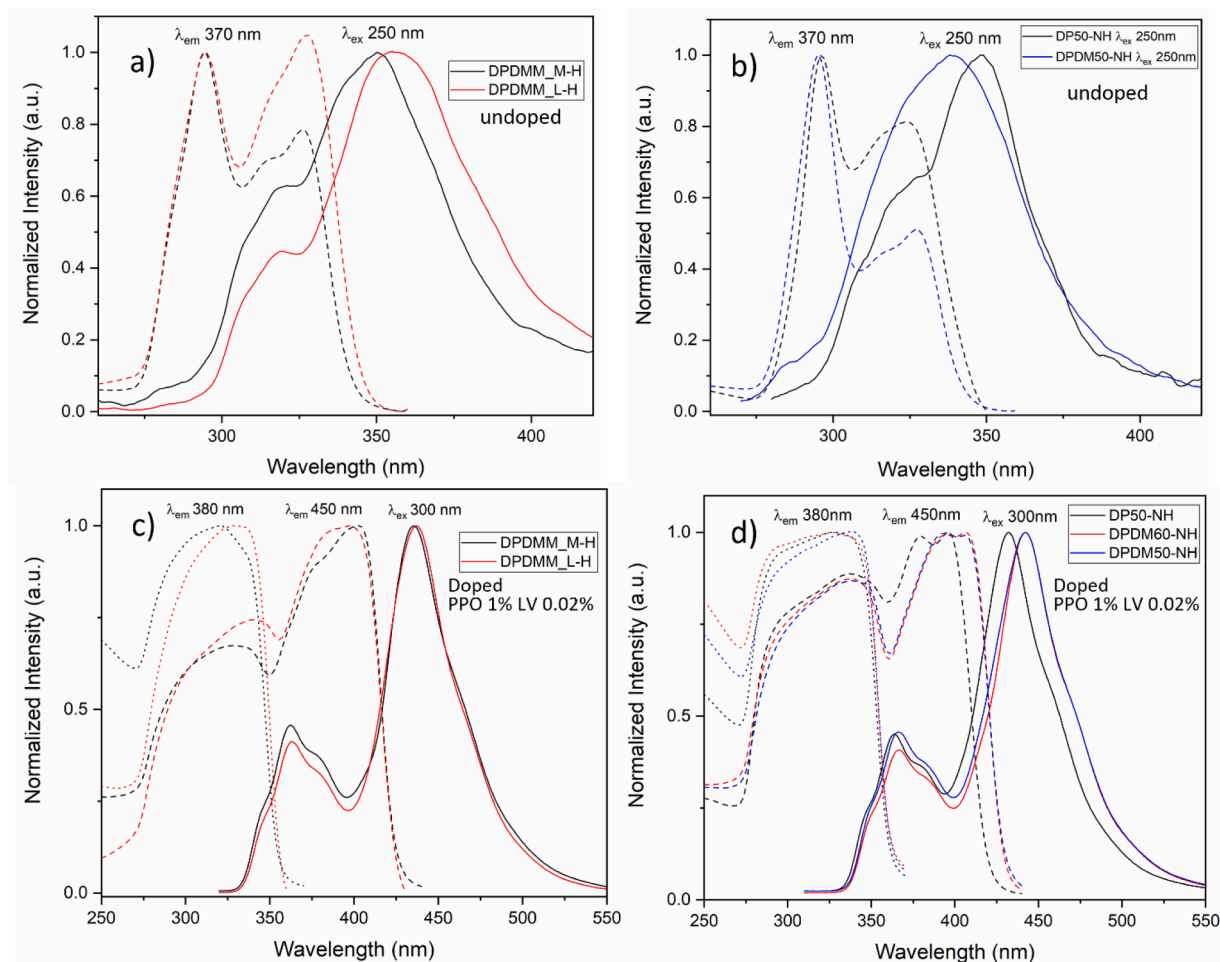 λem 370 nm
λex 250 nm
a)
DPDMM_M-H
DPDMM_L-H
undoped
Normalized Intensity (a.u.)
1.0
0.8
0.6
0.4
0.2
0.0
300
350
400
Wavelength (nm)
λem 370 nm
λex 250 nm
b)
DP50-NH λex 250nm
DPDM50-NH λex 250nm
undoped
Normalized Intensity (a.u.)
1.0
0.8
0.6
0.4
0.2
0.0
300
350
400
Wavelength (nm)
λem 380 nm
λem 450 nm
λex 300 nm
c)
DPDMM_M-H
DPDMM_L-H
Doped
PPO 1% LV 0.02%
Normalized Intensity (a.u.)
1.0
0.5
0.0
250
300
350
400
450
500
550
Wavelength (nm)
λem 380nm
λem 450nm
λex 300nm
d)
DP50-NH
DPDM60-NH
DPDM50-NH
Doped
PPO 1% LV 0.02%
Normalized Intensity (a.u.)
1.0
0.5
0.0
250
300
350
400
450
500
550
Wavelength (nm)